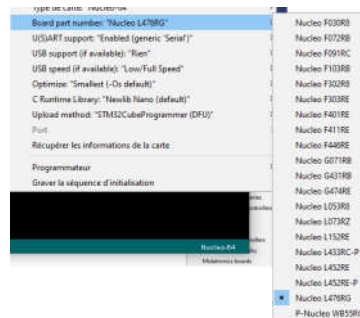 Type de carte: "Nucleo-64"
Board part number: "Nucleo L476RG"
U(S)ART support: "Enabled (generic 'Serial')"
USB support (if available): "Rien"
USB speed (if available): "Low/Full Speed"
Optimize: "Smallest (-Os default)"
C Runtime Library: "Newlib Nano (default)"
Upload method: "STM32CubeProgrammer (DFU)"
Port
Récupérer les informations de la carte
Programmateur
Graver la séquence d'initialisation
Nucleo-64
boards
Nucleo F030R8
Nucleo F072RB
Nucleo F091RC
Nucleo F103RB
Nucleo F302R8
Nucleo F303RE
Nucleo F401RE
Nucleo F411RE
Nucleo F446RE
Nucleo G071RB
Nucleo G431RB
Nucleo G474RE
Nucleo L053R8
Nucleo L073RZ
Nucleo L152RE
Nucleo L433RC-P
Nucleo L452RE
Nucleo L452RE-P
Nucleo L476RG
P-Nucleo WB55RG